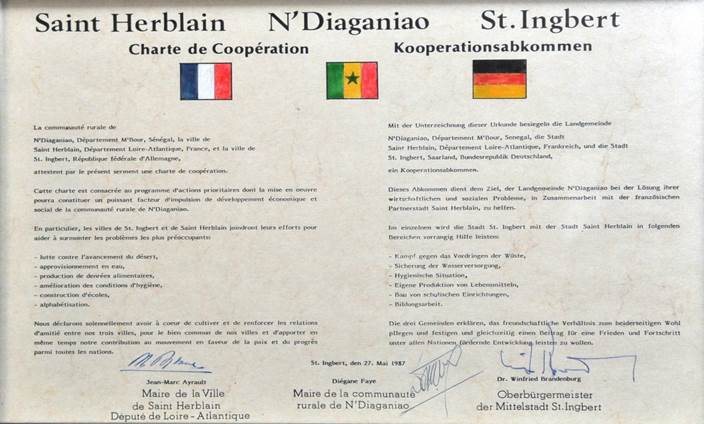 Saint Herblain N'Diaganiao St. Ingbert
Charte de Coopération Kooperationsabkommen
La communauté rurale de
N'Diaganiao, Département M'Bour, Sénégal, la ville de
Saint Herblain, Département Loire-Atlantique, France, et la ville de
St. Ingbert, République fédérale d'Allemagne,
attestent par le présent serment une charte de coopération.
Cette charte est consacrée au programme d'actions prioritaires dont la mise en oeuvre
pourra constituer un puissant facteur d'impulsion de développement économique et
social de la communauté rurale de N'Diaganiao.
En particulier, les villes de St. Ingbert et de Saint Herblain joindront leurs efforts pour
aider à surmonter les problèmes les plus préoccupants:
- lutte contre l'avancement du désert,
- approvisionnement en eau,
- production de denrées alimentaires,
- amélioration des conditions d'hygiène,
- construction d'écoles,
- alphabétisation.
Nous déclarons solennellement avoir à coeur de cultiver et de renforcer les relations
d'amitié entre nos trois villes, pour le bien commun de nos villes et d'apporter en
même temps notre contribution au mouvement en faveur de la paix et du progrès
parmi toutes les nations.
Mit der Unterzeichnung dieser Urkunde besiegeln die Landgemeinde
N'Diaganiao, Département M'Bour, Senegal, die Stadt
Saint Herblain, Département Loire-Atlantique, Frankreich, und die Stadt
St. Ingbert, Saarland, Bundesrepublik Deutschland,
ein Kooperationsabkommen.
Dieses Abkommen dient dem Ziel, der Landgemeinde N'Diaganiao bei der Lösung ihrer
wirtschaftlichen und sozialen Probleme, in Zusammenarbeit mit der französischen
Partnerstadt Saint Herblain, zu helfen.
Im einzelnen wird die Stadt St. Ingbert mit der Stadt Saint Herblain in folgenden
Bereichen vorrangig Hilfe leisten:
- Kampf gegen das Vordringen der Wüste,
- Sicherung der Wasserversorgung,
- Hygienische Situation,
- Eigene Produktion von Lebensmitteln,
- Bau von schulischen Einrichtungen,
- Bildungsarbeit.
Die drei Gemeinden erklären, das freundschaftliche Verhältnis zum beiderseitigen Wohl
pflegen und festigen und gleichzeitig einen Beitrag für eine Frieden und Fortschritt
unter allen Nationen fördernde Entwicklung leisten zu wollen.
St. Ingbert, den 27. Mai 1987
Jean-Marc Ayrault
Maire de la Ville
de Saint Herblain
Député de Loire - Atlantique
Diégane Faye
Maire de la communauté
rurale de N'Diaganiao
Dr. Winfried Brandenburg
Oberbürgermeister
der Mittelstadt St. Ingbert